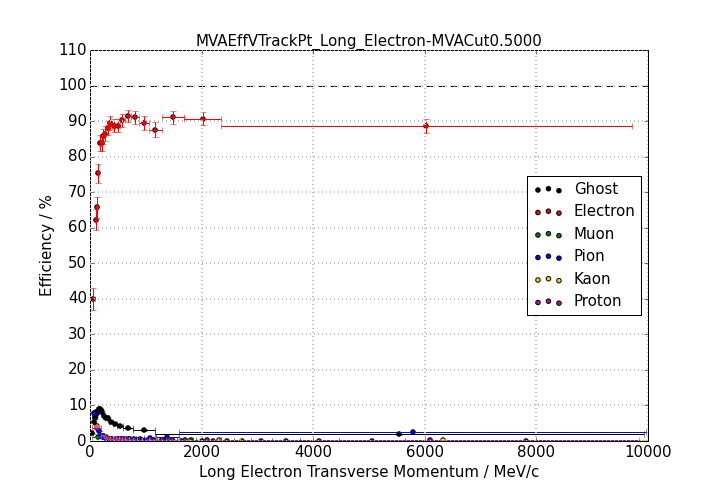 MVAEffVTrackPt_Long_Electron-MVACut0.5000
110
100
90
80
70
60
50
40
30
20
10
0
Efficiency / %
Ghost
Electron
Muon
Pion
Kaon
Proton
0 2000 4000 6000 8000 10000
Long Electron Transverse Momentum / MeV/c